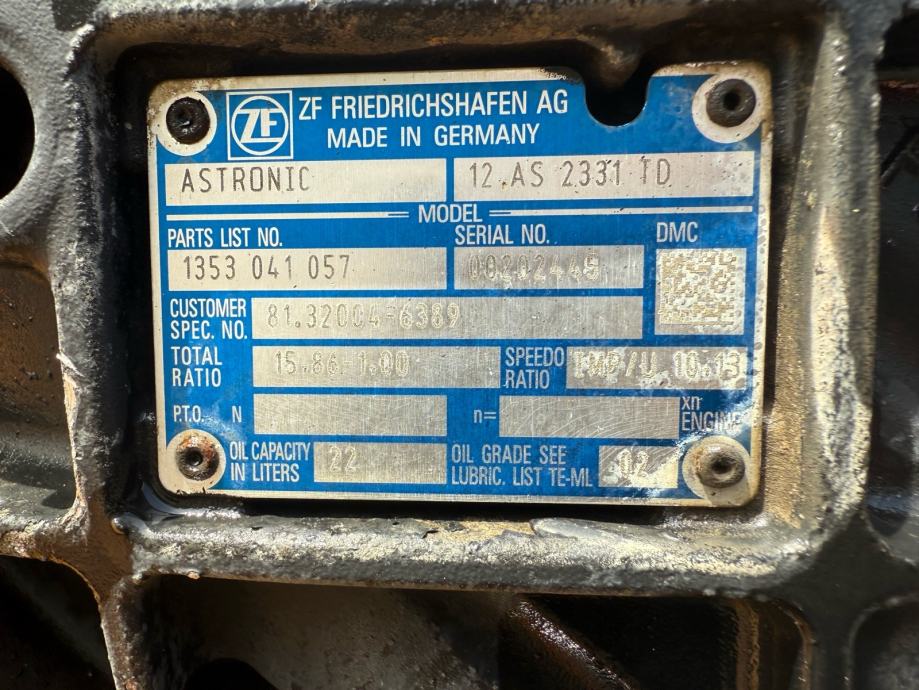 ZF ZF FRIEDRICHSHAFEN AG
MADE IN GERMANY
ASTRONIC 12 AS 2331 TD
MODEL
PARTS LIST NO. SERIAL NO. DMC
1353 041 057 00202445
CUSTOMER SPEC. NO. 81.32004-6389
TOTAL RATIO 15.86-1.00 SPEEDO RATIO IMP/U 10.13
P.T.O. N n= xn ENGINE
OIL CAPACITY IN LITERS 22 OIL GRADE SEE LUBRIC. LIST TE-ML 02